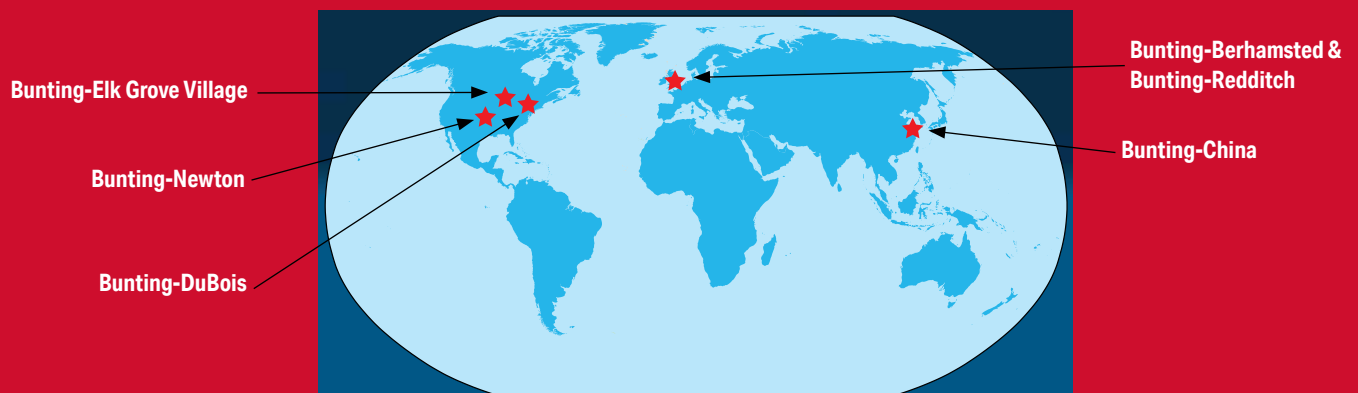 Bunting-Elk Grove Village
Bunting-Newton
Bunting-DuBois
Bunting-Berhamsted &
Bunting-Redditch
Bunting-China